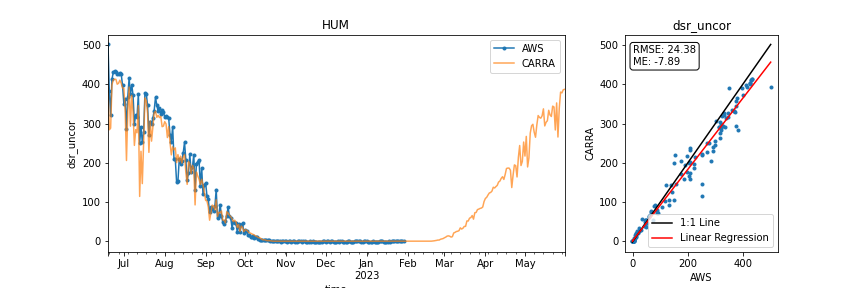 HUM
dsr_uncor
500
400
300
200
100
0
dsr_uncor
AWS
CARRA
Jul Aug Sep Oct Nov Dec Jan Feb Mar Apr May
2023
time
dsr_uncor
500
400
300
200
100
0
CARRA
RMSE: 24.38
ME: -7.89
1:1 Line
Linear Regression
0 200 400
AWS